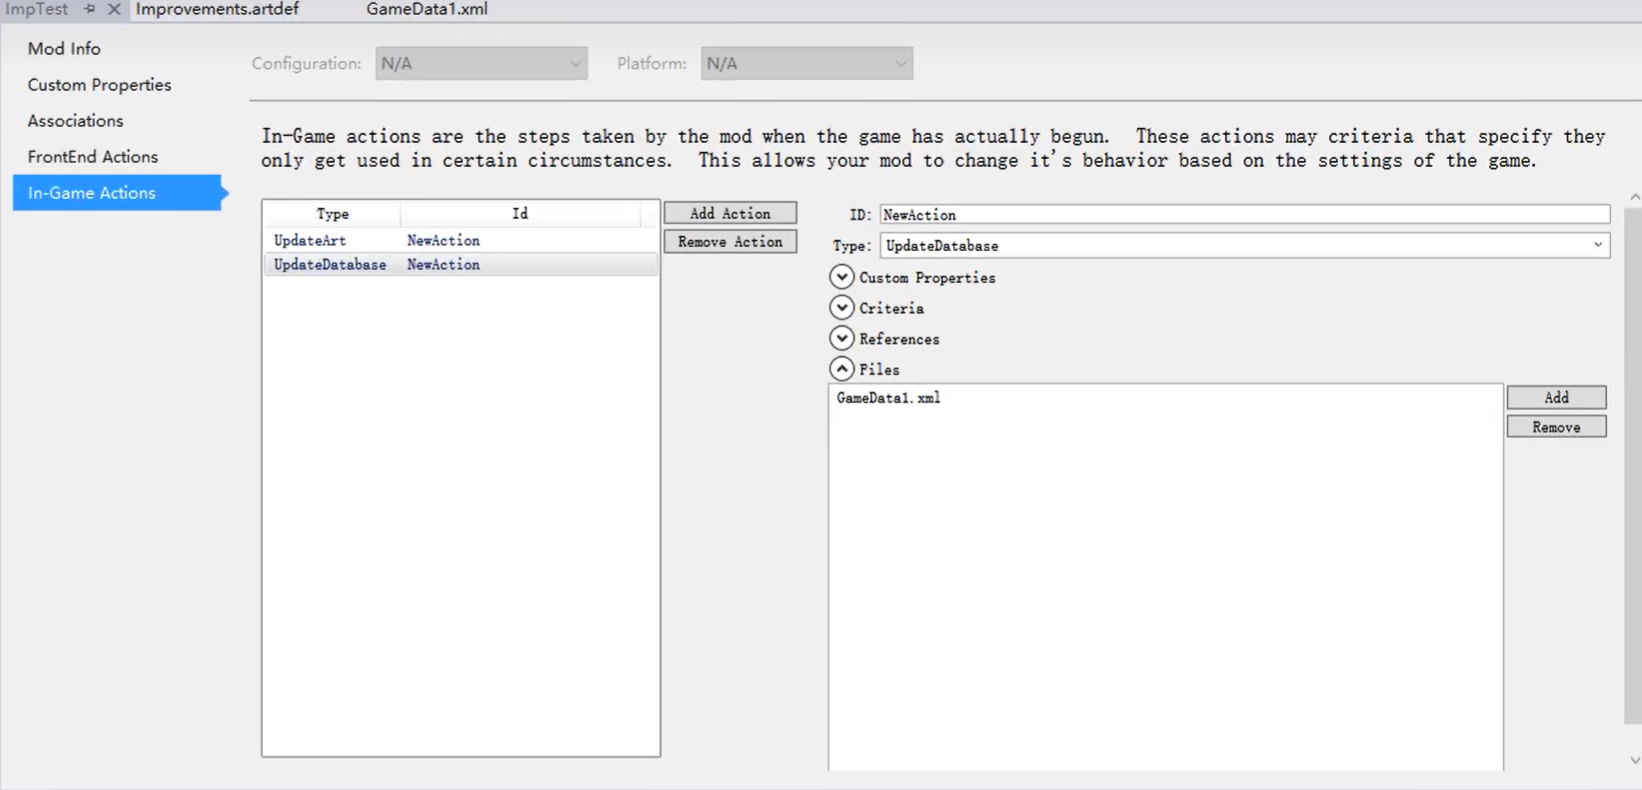 ImpTest
Improvements.artdef
GameData1.xml
Mod Info
Custom Properties
Associations
FrontEnd Actions
In-Game Actions
Configuration: N/A
Platform: N/A
In-Game actions are the steps taken by the mod when the game has actually begun. These actions may criteria that specify they
only get used in certain circumstances. This allows your mod to change it's behavior based on the settings of the game.
Type Id
UpdateArt NewAction
UpdateDatabase NewAction
Add Action
Remove Action
ID: NewAction
Type: UpdateDatabase
Custom Properties
Criteria
References
Files
GameData1.xml
Add
Remove